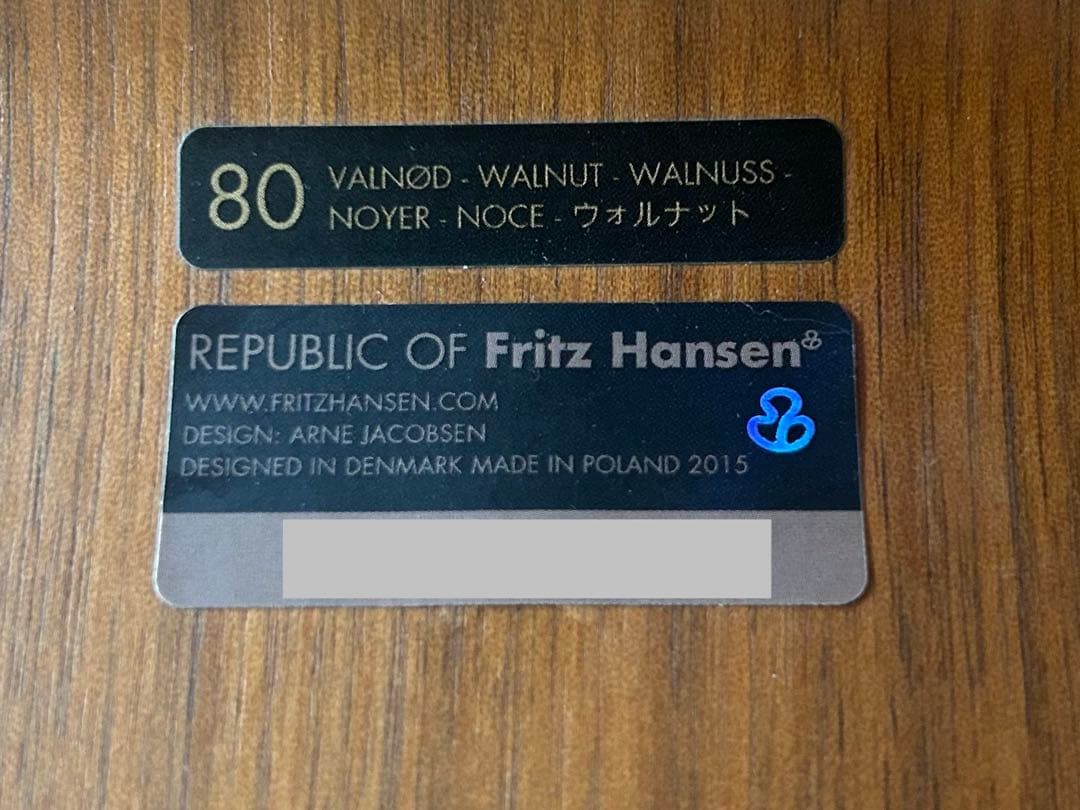 80 VALNØD - WALNUT - WALNUSS -
NOYER - NOCE - ウォルナット
REPUBLIC OF Fritz Hansen
WWW.FRITZHANSEN.COM
DESIGN: ARNE JACOBSEN
DESIGNED IN DENMARK MADE IN POLAND 2015